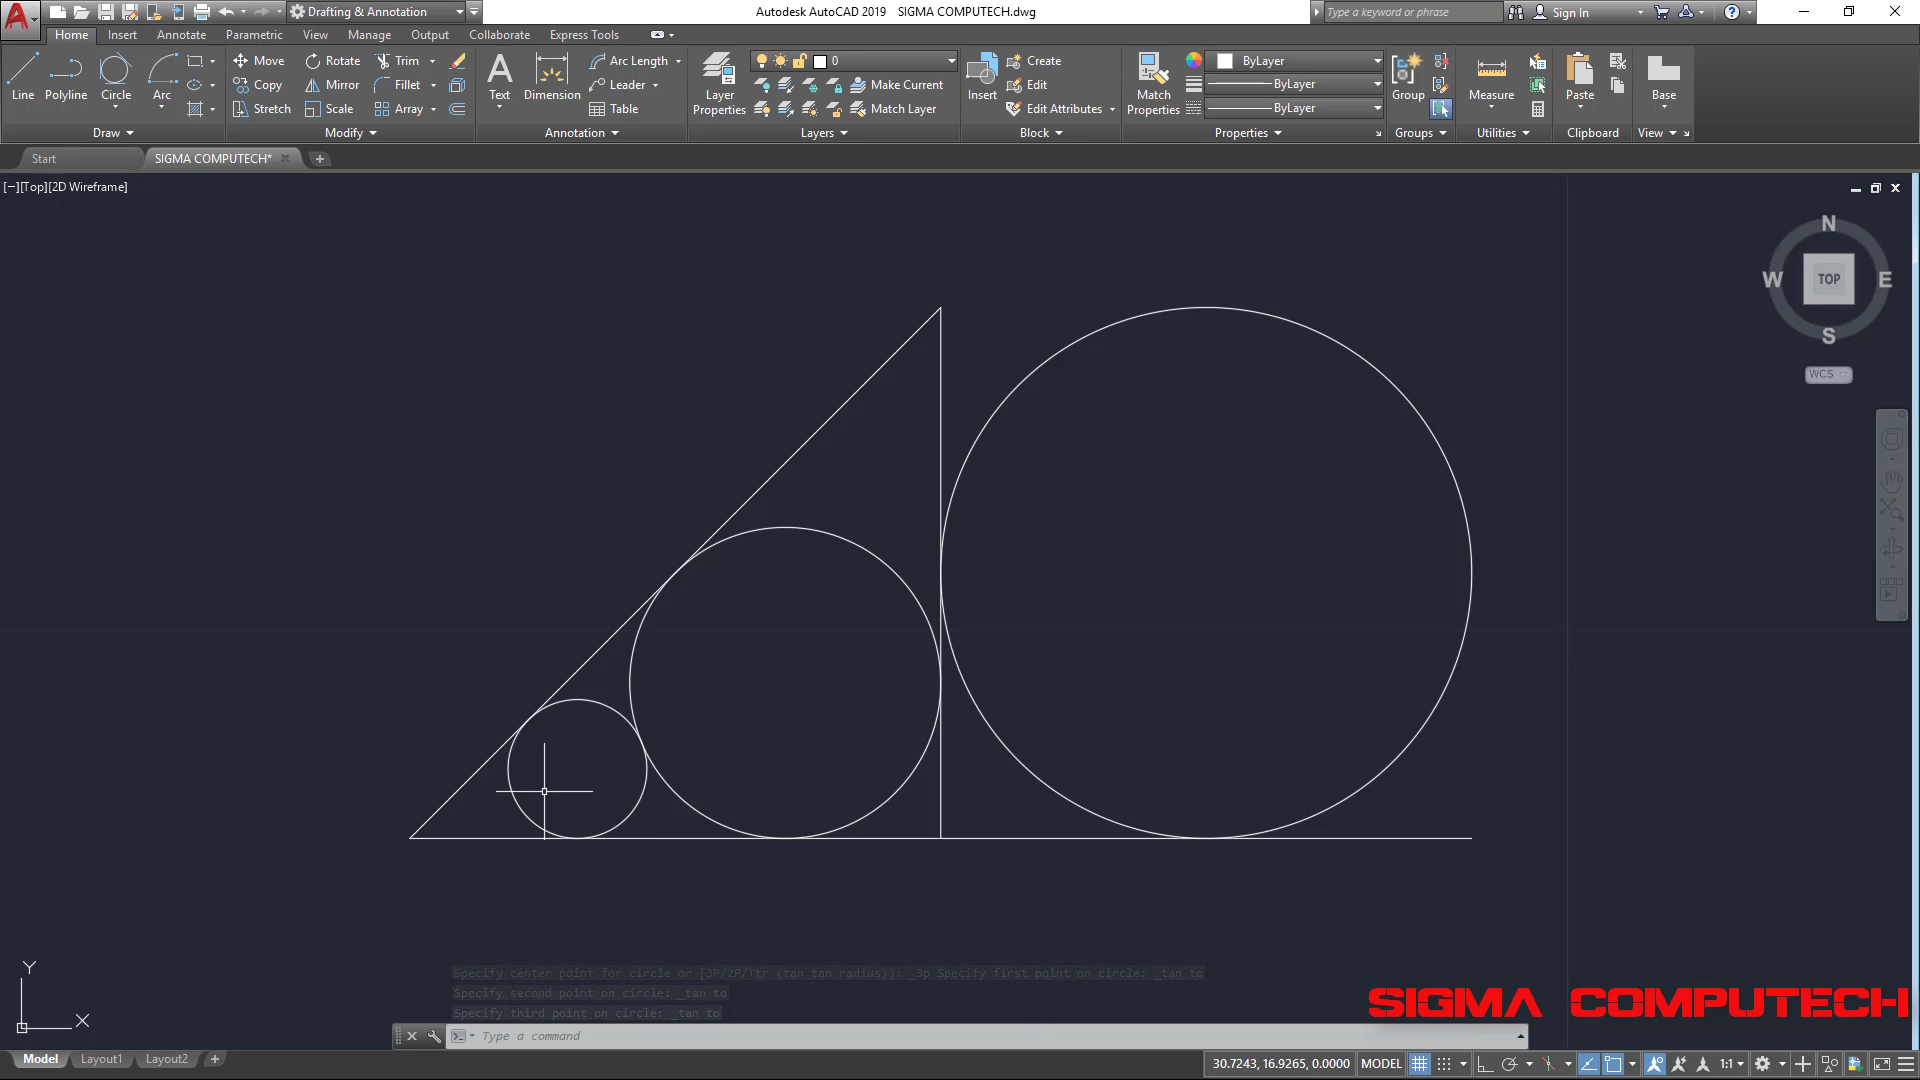 Drafting & Annotation
Autodesk AutoCAD 2019 SIGMA COMPUTECH.dwg
Type a keyword or phrase
Sign In
Home Insert Annotate Parametric View Manage Output Collaborate Express Tools
Line
Polyline
Circle
Arc
Move
Copy
Stretch
Rotate
Mirror
Scale
Trim
Fillet
Array
Text
Dimension
Arc Length
Leader
Table
Layer Properties
0
Make Current
Match Layer
Insert
Create
Edit
Edit Attributes
Match Properties
ByLayer
ByLayer
ByLayer
Group
Measure
Paste
Base
Draw Modify Annotation Layers Block Properties Groups Utilities Clipboard View
Start SIGMA COMPUTECH*
[−][Top][2D Wireframe]
N
W TOP E
S
WCS
Y
X
Specify center point for circle or [3P/2P/Ttr (tan tan radius)]: _3p Specify first point on circle: _tan to
Specify second point on circle: _tan to
Specify third point on circle: _tan to
Type a command
SIGMA COMPUTECH
Model Layout1 Layout2
30.7243, 16.9265, 0.0000 MODEL 1:1